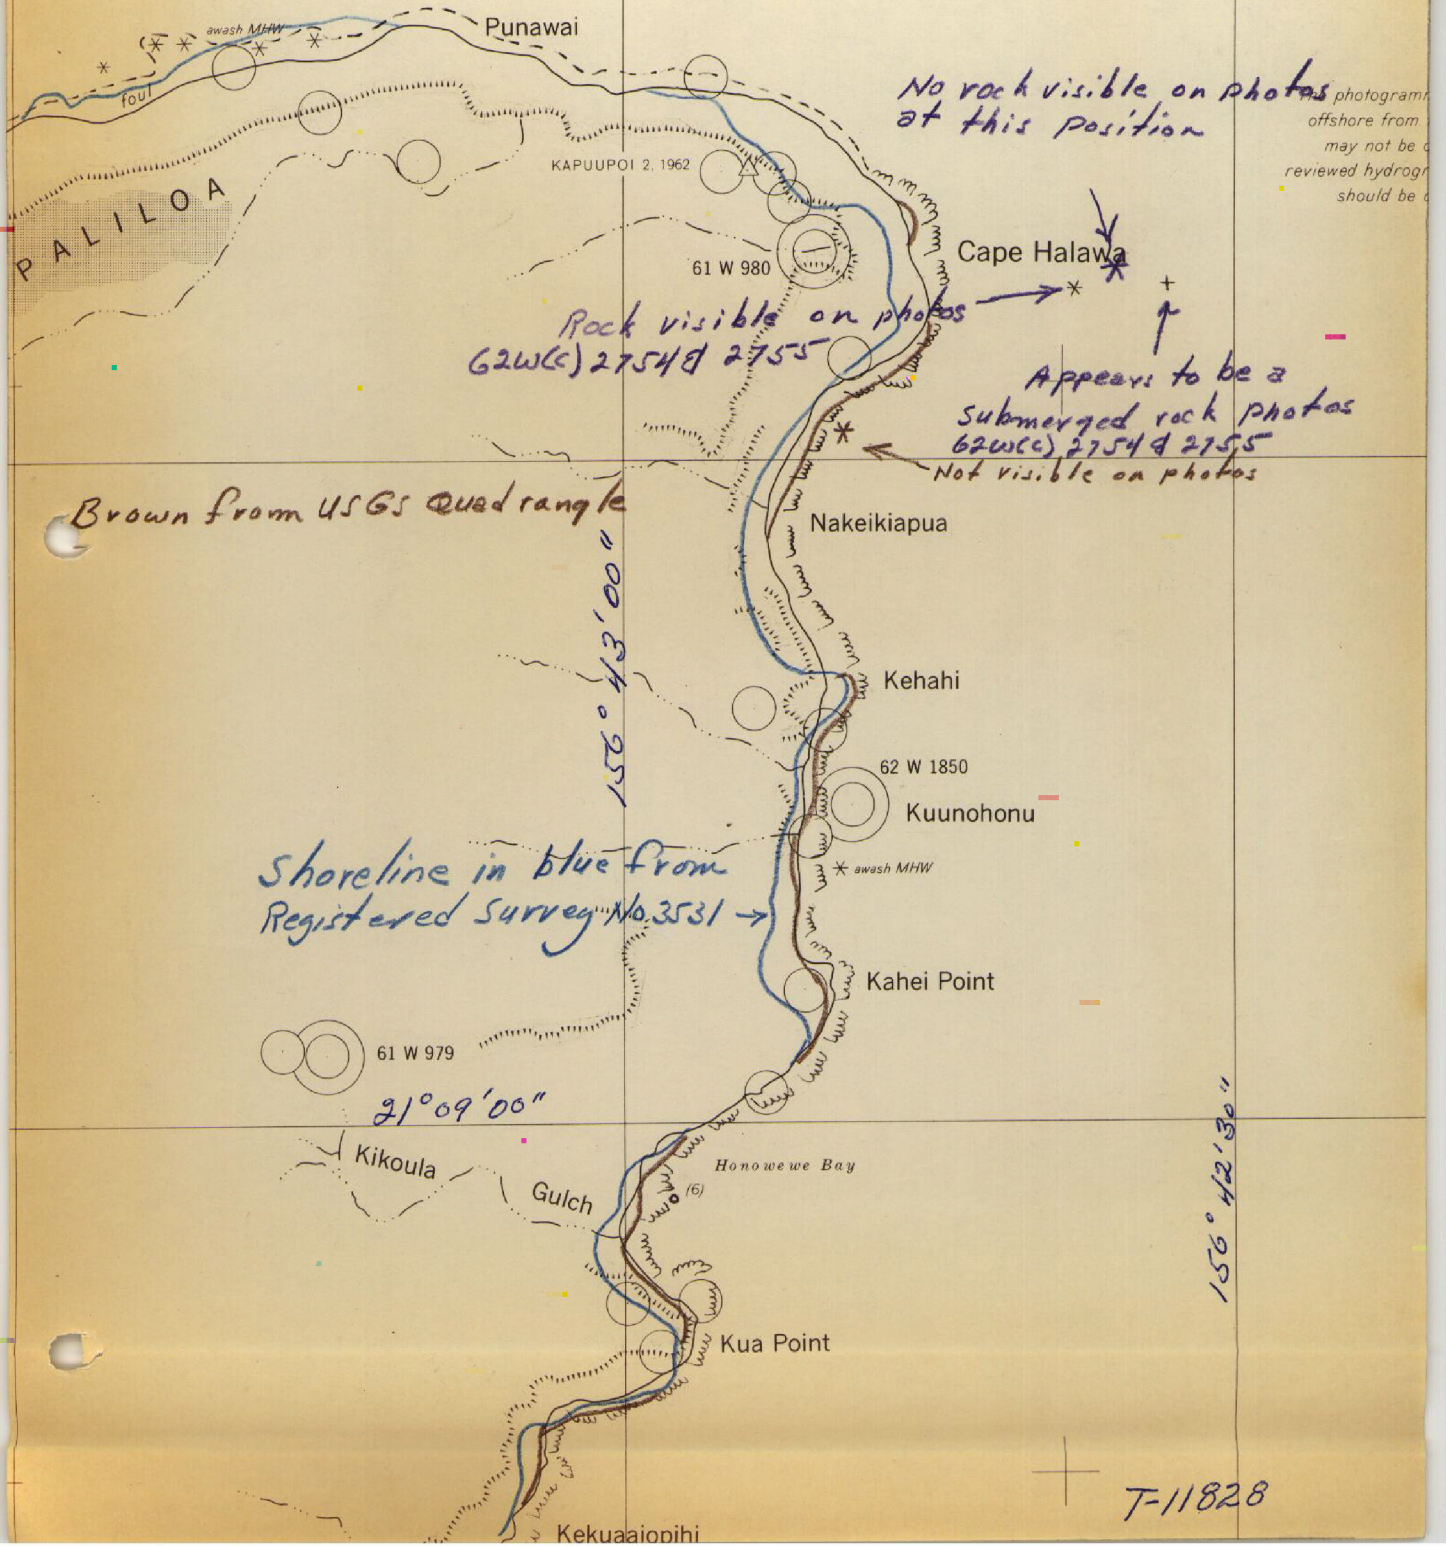 awash MHW
Punawai
foul
No rock visible on photos
at this position
photogramm
offshore from
may not be
reviewed hydrogr
should be
KAPUUPOI 2, 1962
PALILOA
Cape Halawa
61 W 980
Rock visible on photos
62W(c) 2754 & 2755
Appears to be a
submerged rock photos
62W(c) 2754 & 2755
Not visible on photos
Brown from USGS Quadrangle
Nakeikiapua
156° 43' 00"
Kehahi
62 W 1850
Kuunohonu
Shoreline in blue from
awash MHW
Registered Survey No. 3531
Kahei Point
61 W 979
21° 09' 00"
156° 42' 30"
Kikoula
Gulch
Honowewe Bay
(6)
Kua Point
T-11828
Kekuaaiopihi